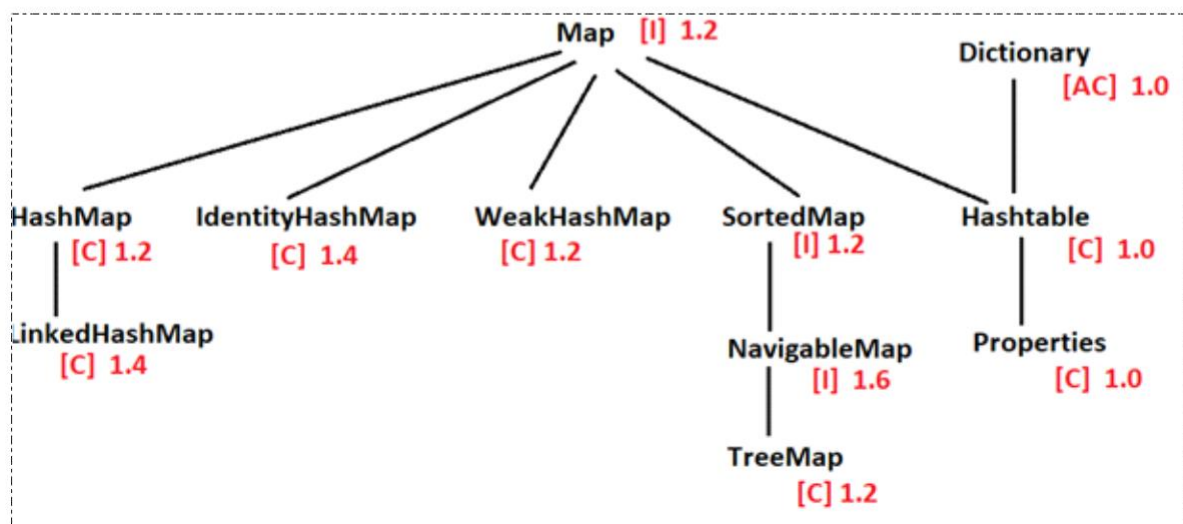 Map [I] 1.2
Dictionary
[AC] 1.0
HashMap
[C] 1.2
IdentityHashMap
[C] 1.4
WeakHashMap
[C] 1.2
SortedMap
[I] 1.2
Hashtable
[C] 1.0
LinkedHashMap
[C] 1.4
NavigableMap
[I] 1.6
Properties
[C] 1.0
TreeMap
[C] 1.2